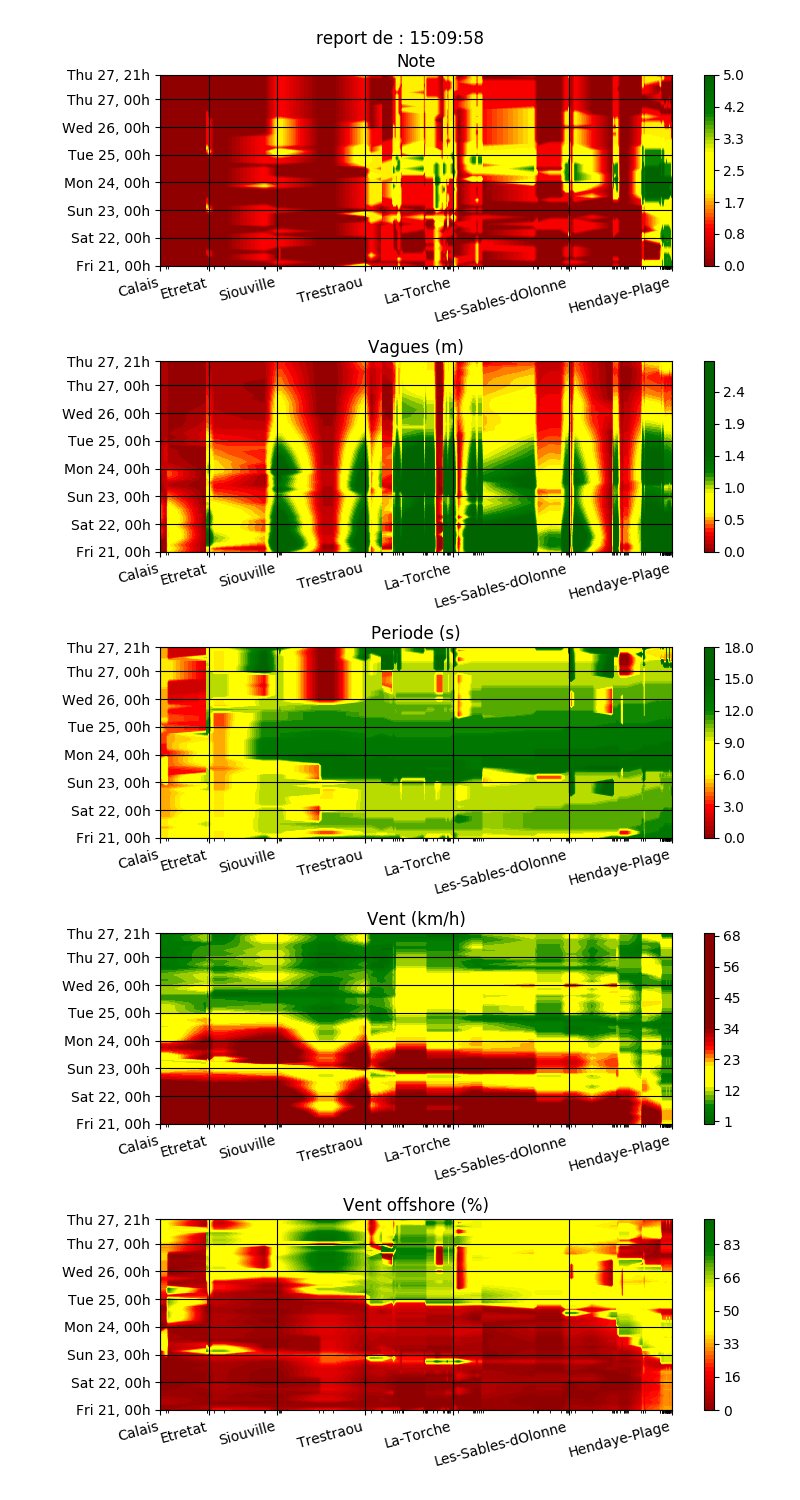 report de : 15:09:58
Note
Thu 27, 21h
Thu 27, 00h
Wed 26, 00h
Tue 25, 00h
Mon 24, 00h
Sun 23, 00h
Sat 22, 00h
Fri 21, 00h
Calais Etretat Siouville Trestraou La-Torche Les-Sables-dOlonne Hendaye-Plage
5.0
4.2
3.3
2.5
1.7
0.8
0.0
Vagues (m)
Thu 27, 21h
Thu 27, 00h
Wed 26, 00h
Tue 25, 00h
Mon 24, 00h
Sun 23, 00h
Sat 22, 00h
Fri 21, 00h
Calais Etretat Siouville Trestraou La-Torche Les-Sables-dOlonne Hendaye-Plage
2.4
1.9
1.4
1.0
0.5
0.0
Periode (s)
Thu 27, 21h
Thu 27, 00h
Wed 26, 00h
Tue 25, 00h
Mon 24, 00h
Sun 23, 00h
Sat 22, 00h
Fri 21, 00h
Calais Etretat Siouville Trestraou La-Torche Les-Sables-dOlonne Hendaye-Plage
18.0
15.0
12.0
9.0
6.0
3.0
0.0
Vent (km/h)
Thu 27, 21h
Thu 27, 00h
Wed 26, 00h
Tue 25, 00h
Mon 24, 00h
Sun 23, 00h
Sat 22, 00h
Fri 21, 00h
Calais Etretat Siouville Trestraou La-Torche Les-Sables-dOlonne Hendaye-Plage
68
56
45
34
23
12
1
Vent offshore (%)
Thu 27, 21h
Thu 27, 00h
Wed 26, 00h
Tue 25, 00h
Mon 24, 00h
Sun 23, 00h
Sat 22, 00h
Fri 21, 00h
Calais Etretat Siouville Trestraou La-Torche Les-Sables-dOlonne Hendaye-Plage
83
66
50
33
16
0